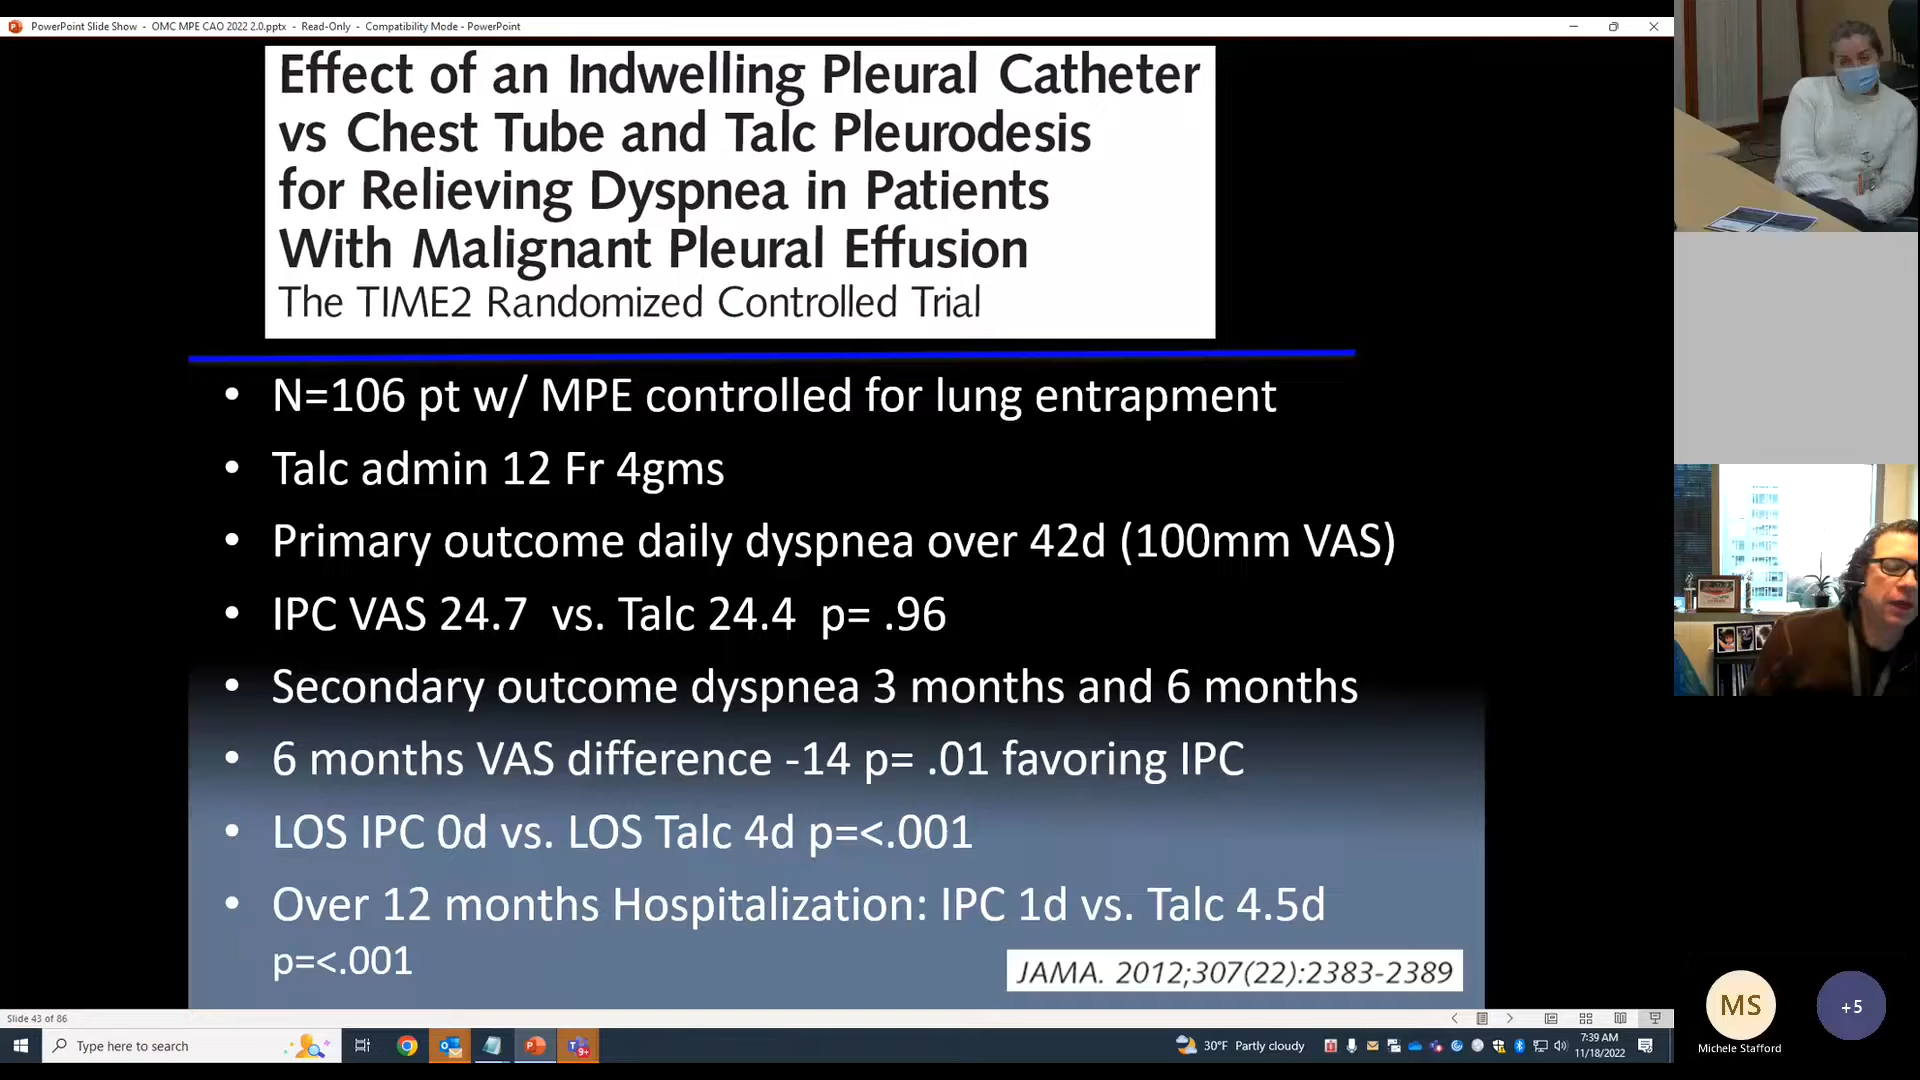 PowerPoint Slide Show - OMC MPE CAO 2022 2.0.pptx - Read-Only - Compatibility Mode - PowerPoint
Effect of an Indwelling Pleural Catheter
vs Chest Tube and Talc Pleurodesis
for Relieving Dyspnea in Patients
With Malignant Pleural Effusion
The TIME2 Randomized Controlled Trial
• N=106 pt w/ MPE controlled for lung entrapment
• Talc admin 12 Fr 4gms
• Primary outcome daily dyspnea over 42d (100mm VAS)
• IPC VAS 24.7 vs. Talc 24.4 p= .96
• Secondary outcome dyspnea 3 months and 6 months
• 6 months VAS difference -14 p= .01 favoring IPC
• LOS IPC 0d vs. LOS Talc 4d p=<.001
• Over 12 months Hospitalization: IPC 1d vs. Talc 4.5d
p=<.001
JAMA. 2012;307(22):2383-2389
Slide 43 of 86
Type here to search
9+
30°F Partly cloudy
7:39 AM
11/18/2022
MS
+5
Michele Stafford